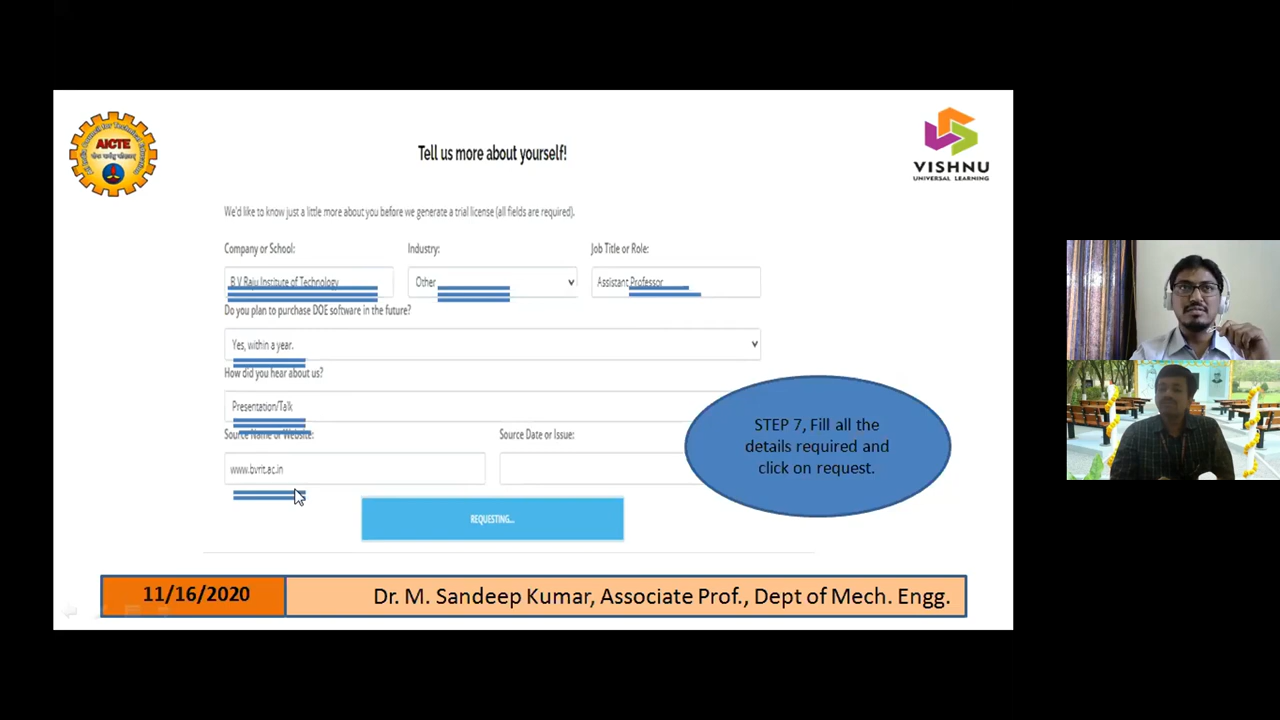 AICTE
VISHNU
UNIVERSAL LEARNING
Tell us more about yourself!
We'd like to know just a little more about you before we generate a trial license (all fields are required).
Company or School:
Industry:
Job Title or Role:
B V Raju Institute of Technology
Other
Assistant Professor
Do you plan to purchase DOE software in the future?
Yes, within a year.
How did you hear about us?
Presentation/Talk
Source Name or Website:
Source Date or Issue:
www.bvrit.ac.in
STEP 7, Fill all the
details required and
click on request.
REQUESTING...
11/16/2020
Dr. M. Sandeep Kumar, Associate Prof., Dept of Mech. Engg.